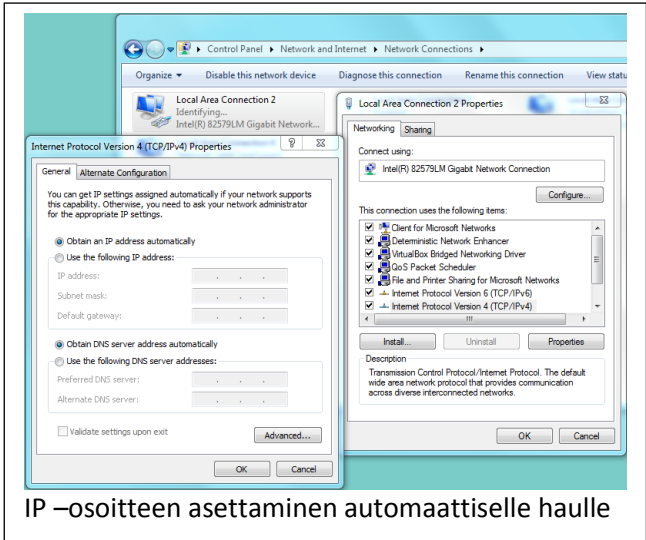 Control Panel ▸ Network and Internet ▸ Network Connections ▸
Organize ▾ Disable this network device Diagnose this connection Rename this connection View statu
Local Area Connection 2
Identifying...
Intel(R) 82579LM Gigabit Network...
Local Area Connection 2 Properties
Networking Sharing
Connect using:
Intel(R) 82579LM Gigabit Network Connection
Configure...
This connection uses the following items:
Client for Microsoft Networks
Deterministic Network Enhancer
VirtualBox Bridged Networking Driver
QoS Packet Scheduler
File and Printer Sharing for Microsoft Networks
Internet Protocol Version 6 (TCP/IPv6)
Internet Protocol Version 4 (TCP/IPv4)
Install... Uninstall Properties
Description
Transmission Control Protocol/Internet Protocol. The default
wide area network protocol that provides communication
across diverse interconnected networks.
OK Cancel
Internet Protocol Version 4 (TCP/IPv4) Properties
General Alternate Configuration
You can get IP settings assigned automatically if your network supports
this capability. Otherwise, you need to ask your network administrator
for the appropriate IP settings.
Obtain an IP address automatically
Use the following IP address:
IP address:
Subnet mask:
Default gateway:
Obtain DNS server address automatically
Use the following DNS server addresses:
Preferred DNS server:
Alternate DNS server:
Validate settings upon exit
Advanced...
OK Cancel
IP –osoitteen asettaminen automaattiselle haulle